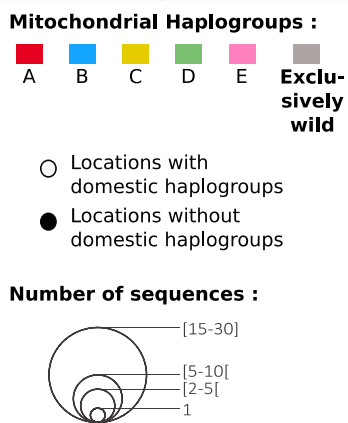 Mitochondrial Haplogroups :
A B C D E Exclu-
sively
wild
Locations with
domestic haplogroups
Locations without
domestic haplogroups
Number of sequences :
[15-30]
[5-10[
[2-5[
1